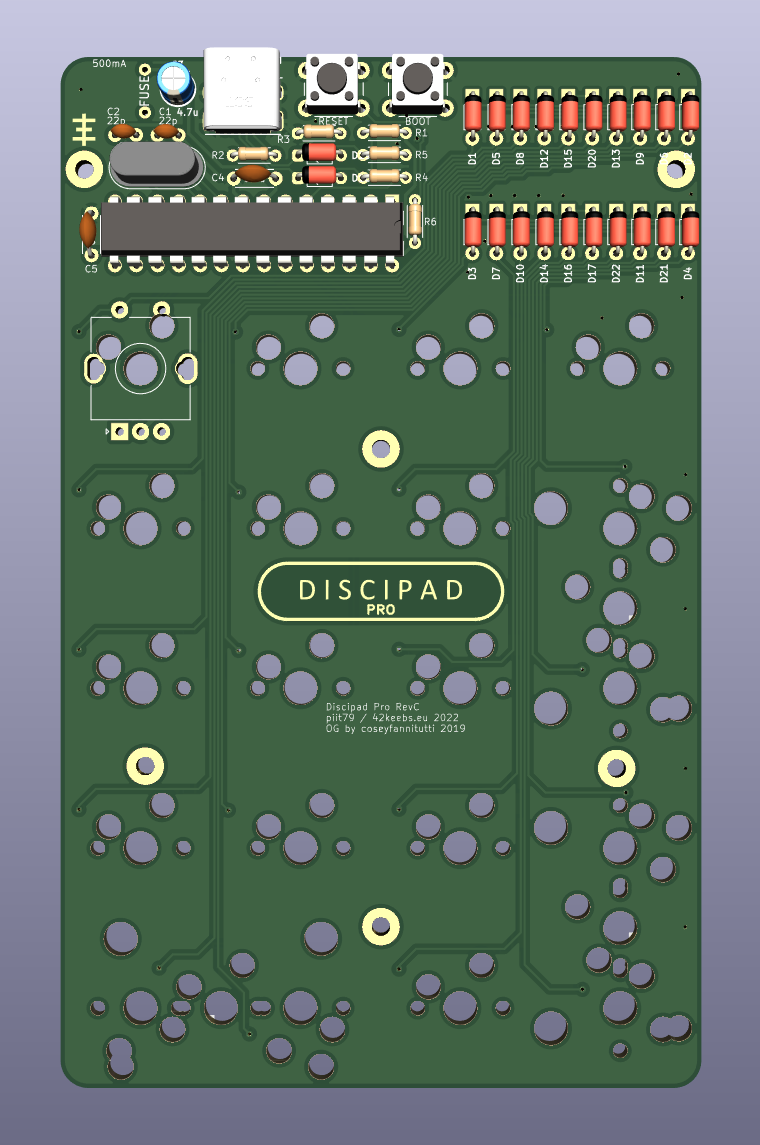 500mA
FUSE
C2
22p
C1
22p
4.7u
RESET
BOOT
R3
R1
R2
R5
C4
R4
R6
C5
D1
D5
D8
D12
D15
D20
D13
D9
D3
D7
D10
D14
D16
D17
D22
D11
D21
D4
DISCIPAD
PRO
Discipad Pro RevC
piit79 / 42keebs.eu 2022
OG by coseyfannitutti 2019